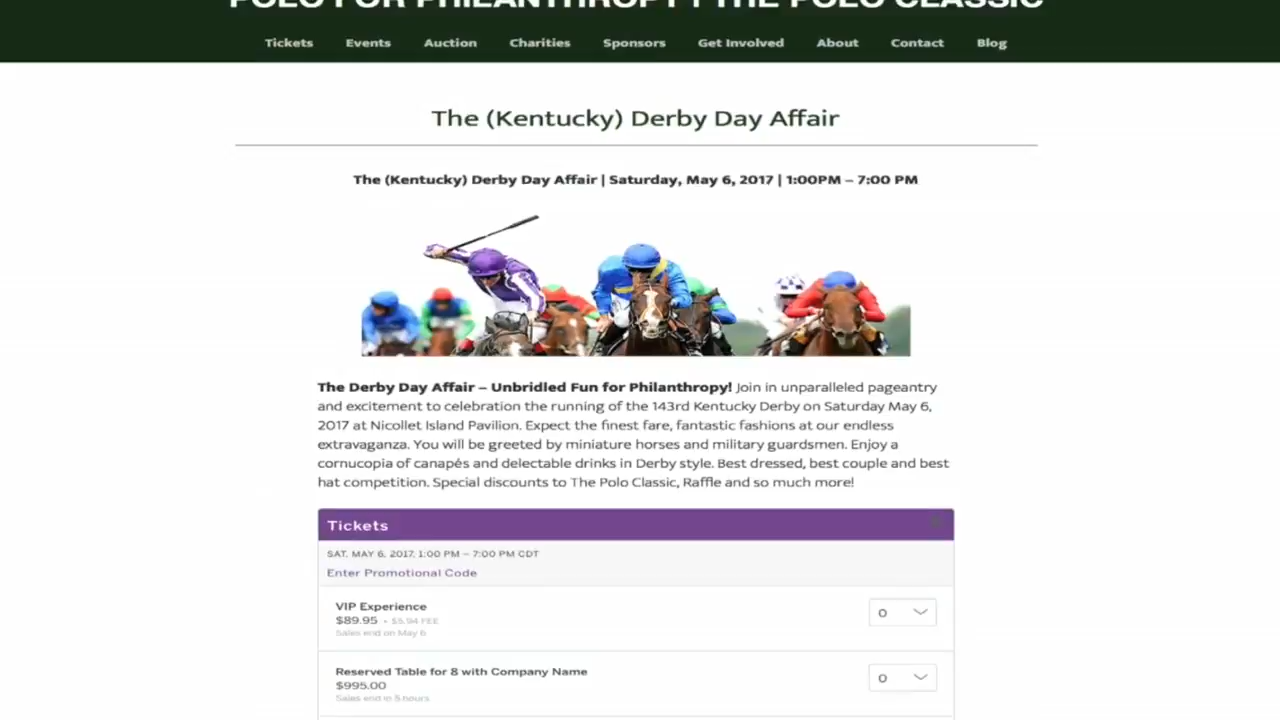 POLO FOR PHILANTHROPY | THE POLO CLASSIC
Tickets Events Auction Charities Sponsors Get Involved About Contact Blog
The (Kentucky) Derby Day Affair
The (Kentucky) Derby Day Affair | Saturday, May 6, 2017 | 1:00PM – 7:00 PM
The Derby Day Affair – Unbridled Fun for Philanthropy! Join in unparalleled pageantry
and excitement to celebration the running of the 143rd Kentucky Derby on Saturday May 6,
2017 at Nicollet Island Pavilion. Expect the finest fare, fantastic fashions at our endless
extravaganza. You will be greeted by miniature horses and military guardsmen. Enjoy a
cornucopia of canapés and delectable drinks in Derby style. Best dressed, best couple and best
hat competition. Special discounts to The Polo Classic, Raffle and so much more!
Tickets
SAT, MAY 6, 2017, 1:00 PM – 7:00 PM CDT
Enter Promotional Code
VIP Experience
0
$89.95 + $5.94 FEE
Sales end on May 6
Reserved Table for 8 with Company Name
0
$995.00
Sales end in 5 hours